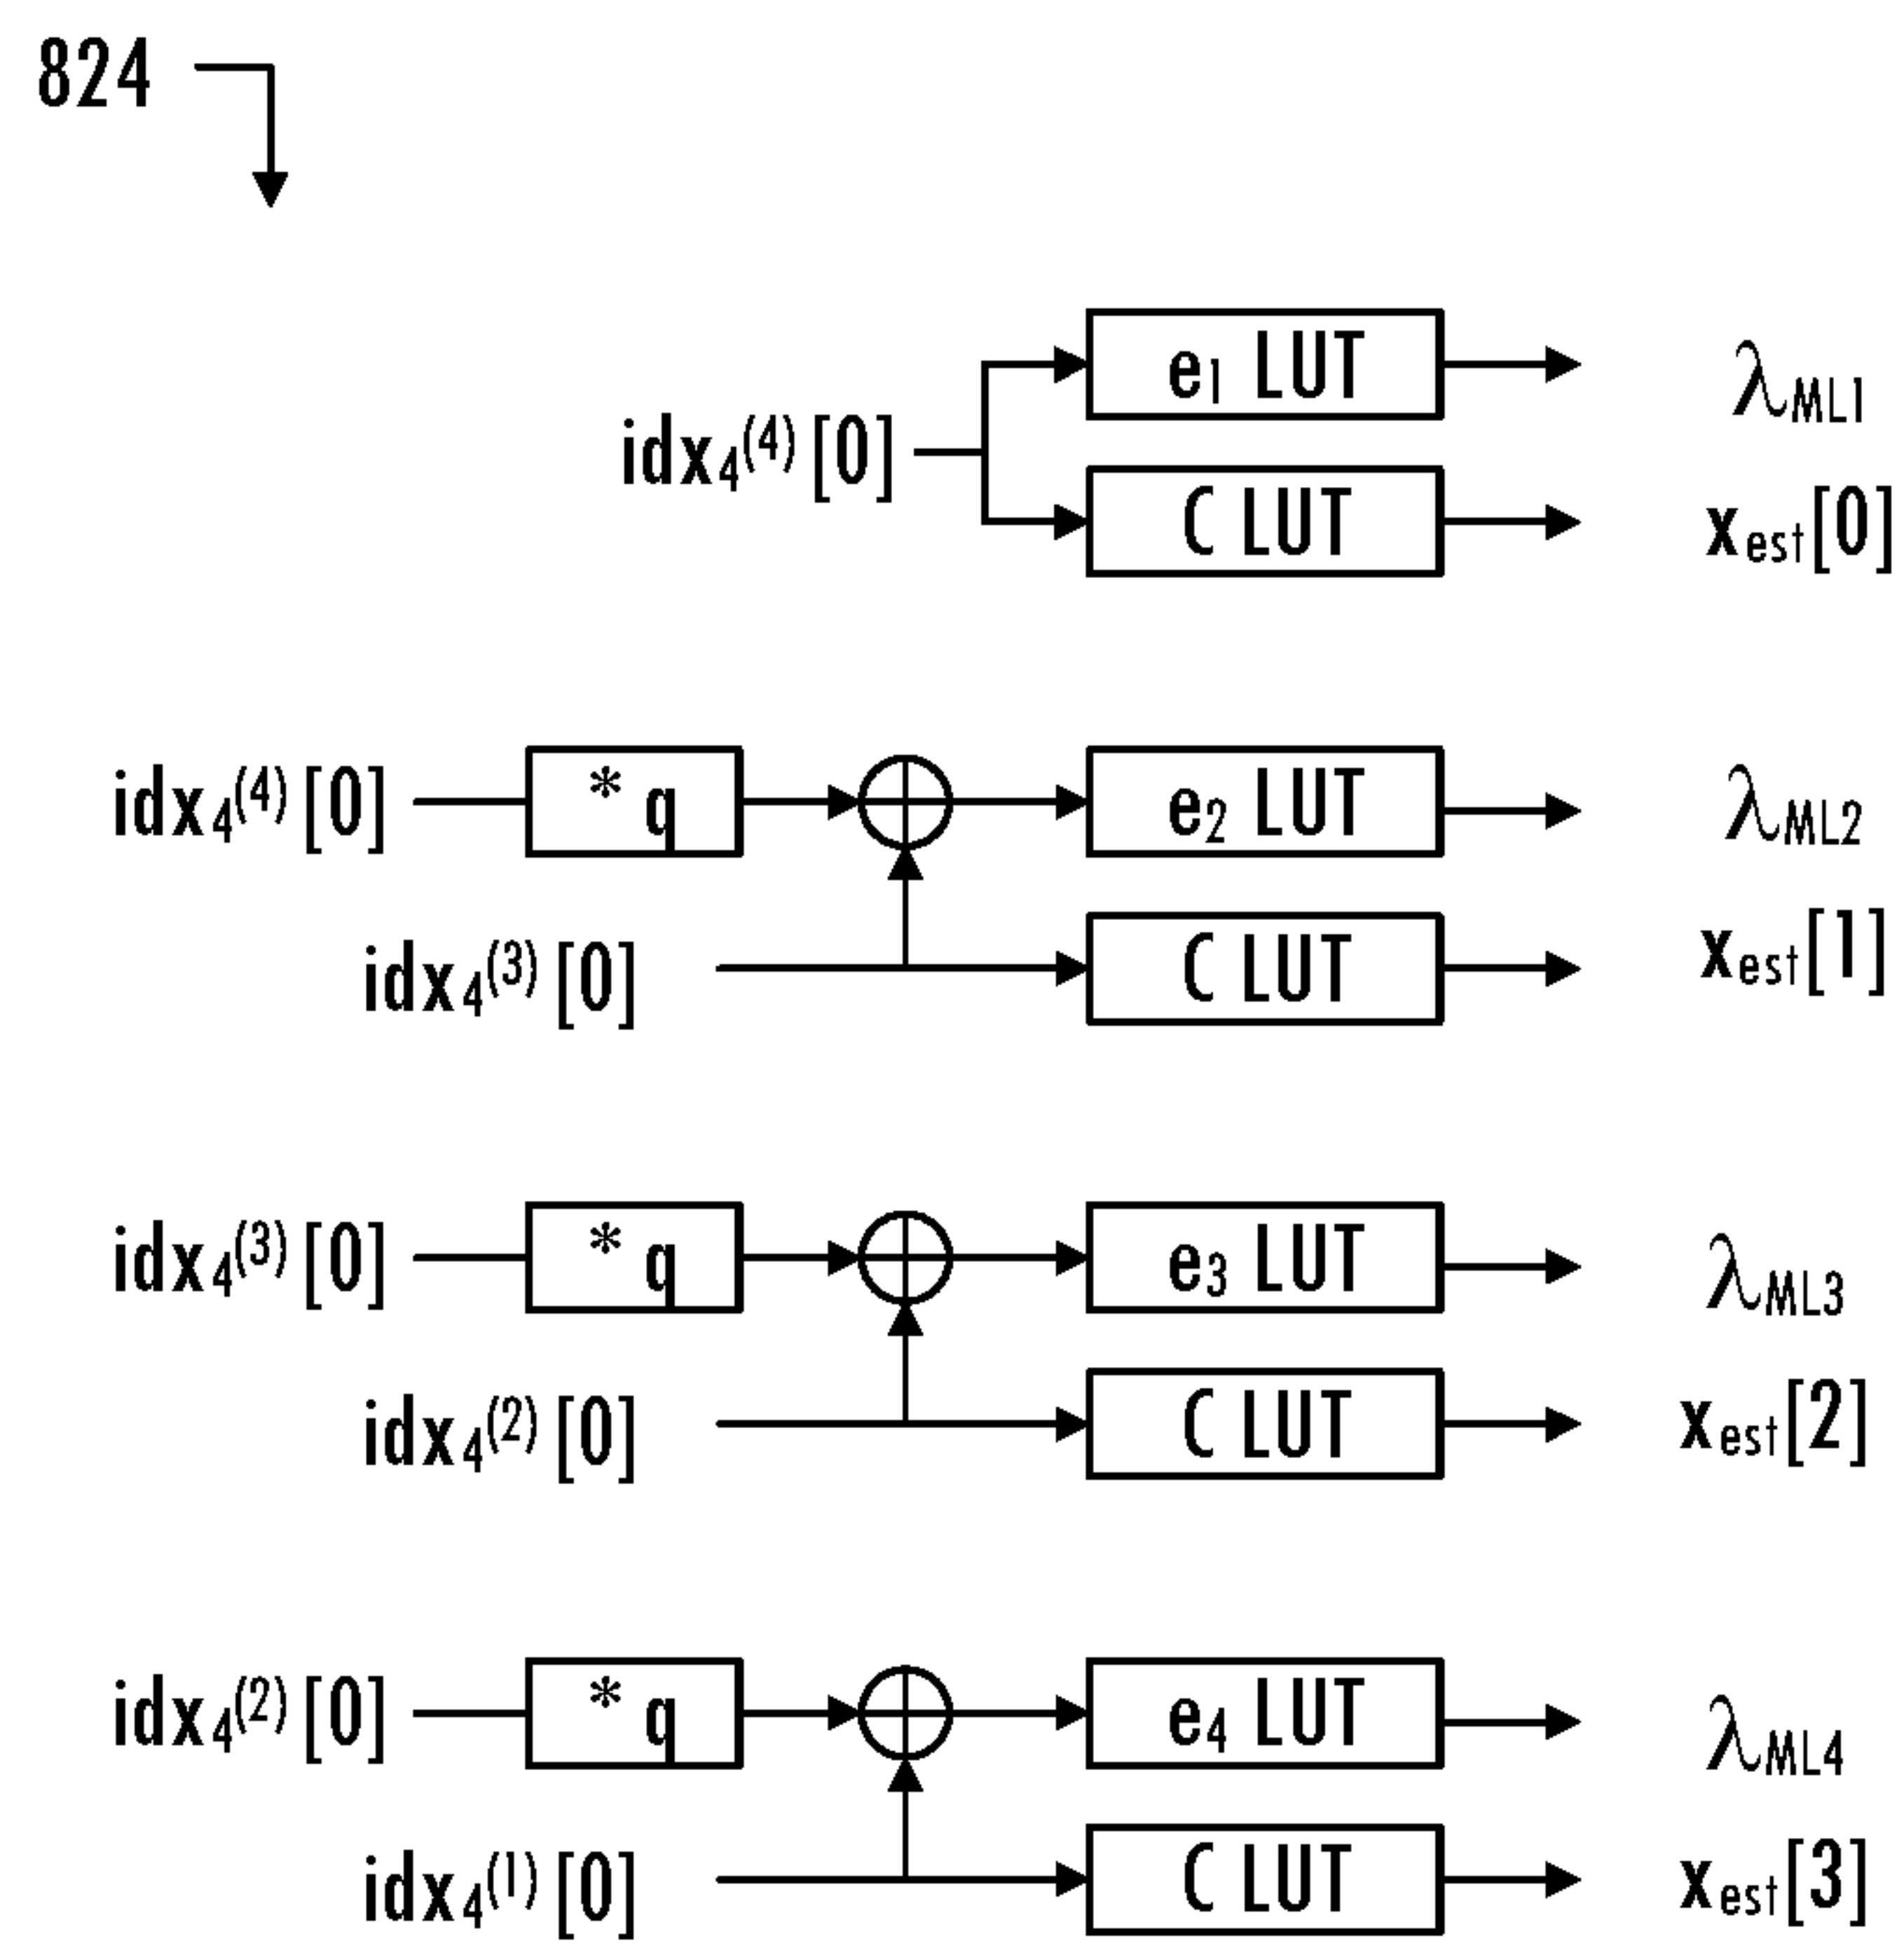 824
e₁ LUT λML1
idx₄⁽⁴⁾[0]
C LUT xest[0]
idx₄⁽⁴⁾[0] * q e₂ LUT λML2
idx₄⁽³⁾[0] C LUT xest[1]
idx₄⁽³⁾[0] * q e₃ LUT λML3
idx₄⁽²⁾[0] C LUT xest[2]
idx₄⁽²⁾[0] * q e₄ LUT λML4
idx₄⁽¹⁾[0] C LUT xest[3]